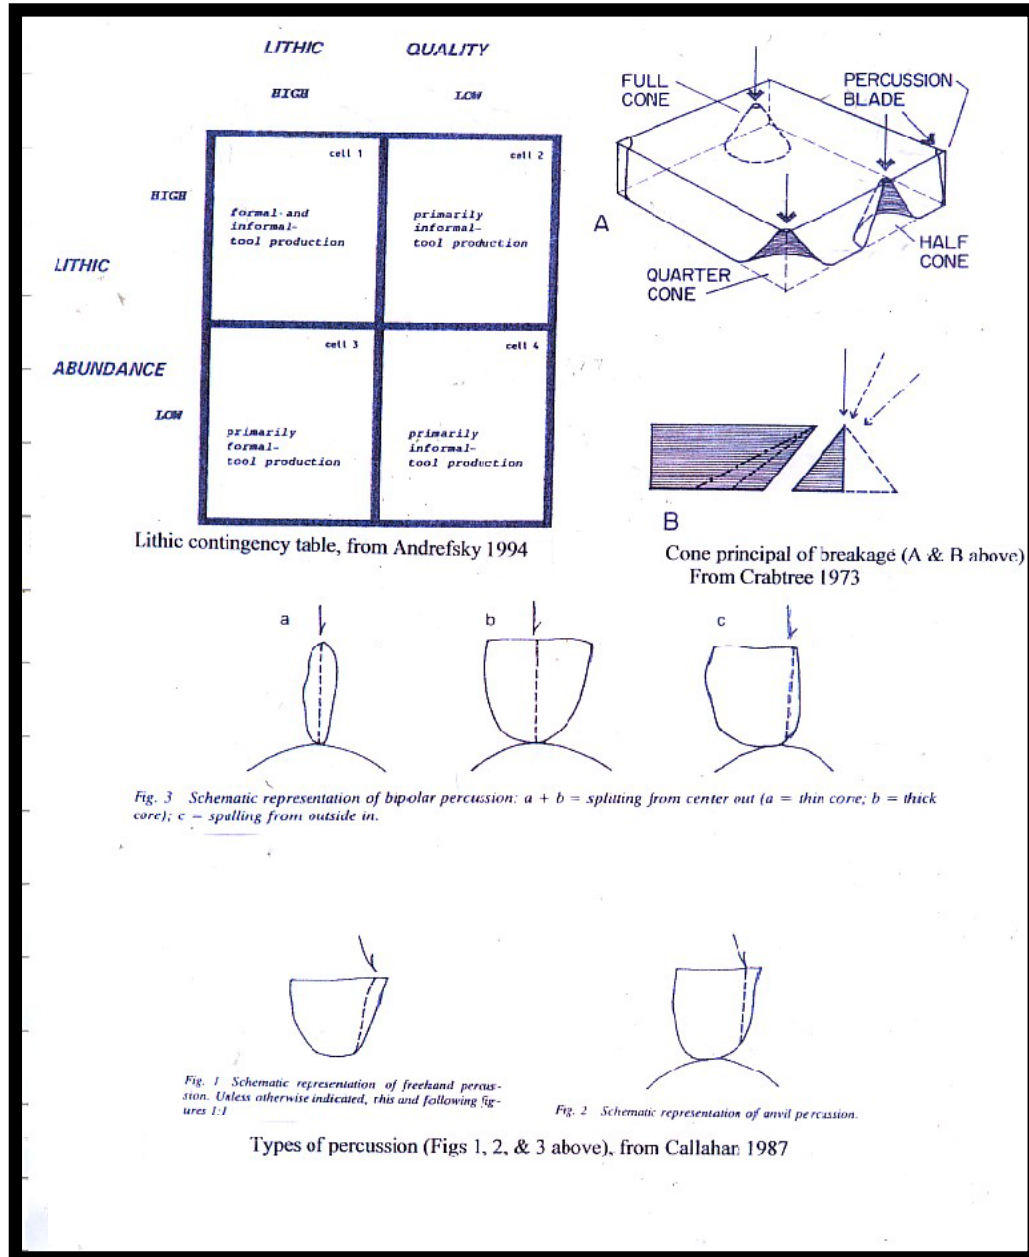 LITHIC QUALITY
HIGH LOW
HIGH
LITHIC
ABUNDANCE
LOW
cell 1
formal and
informal-
tool production
cell 2
primarily
informal-
tool production
cell 3
primarily
formal-
tool production
cell 4
primarily
informal-
tool production
Lithic contingency table, from Andrefsky 1994
FULL
CONE
PERCUSSION
BLADE
A
HALF
CONE
QUARTER
CONE
B
Cone principal of breakage (A & B above)
From Crabtree 1973
a
b
c
Fig. 3 Schematic representation of bipolar percussion: a + b = splitting from center out (a = thin core; b = thick
core); c = spalling from outside in.
Fig. 1 Schematic representation of freehand percus-
sion. Unless otherwise indicated, this and following fig-
ures 1:1
Fig. 2 Schematic representation of anvil percussion.
Types of percussion (Figs 1, 2, & 3 above), from Callahan 1987